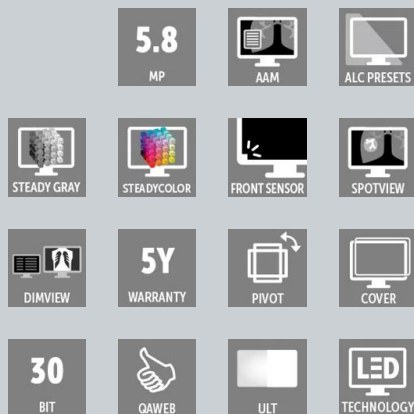 5.8
MP
AAM
ALC PRESETS
STEADY GRAY
STEADYCOLOR
FRONT SENSOR
SPOTVIEW
DIMVIEW
5Y
WARRANTY
PIVOT
COVER
30
BIT
QAWEB
ULT
LED
TECHNOLOGY